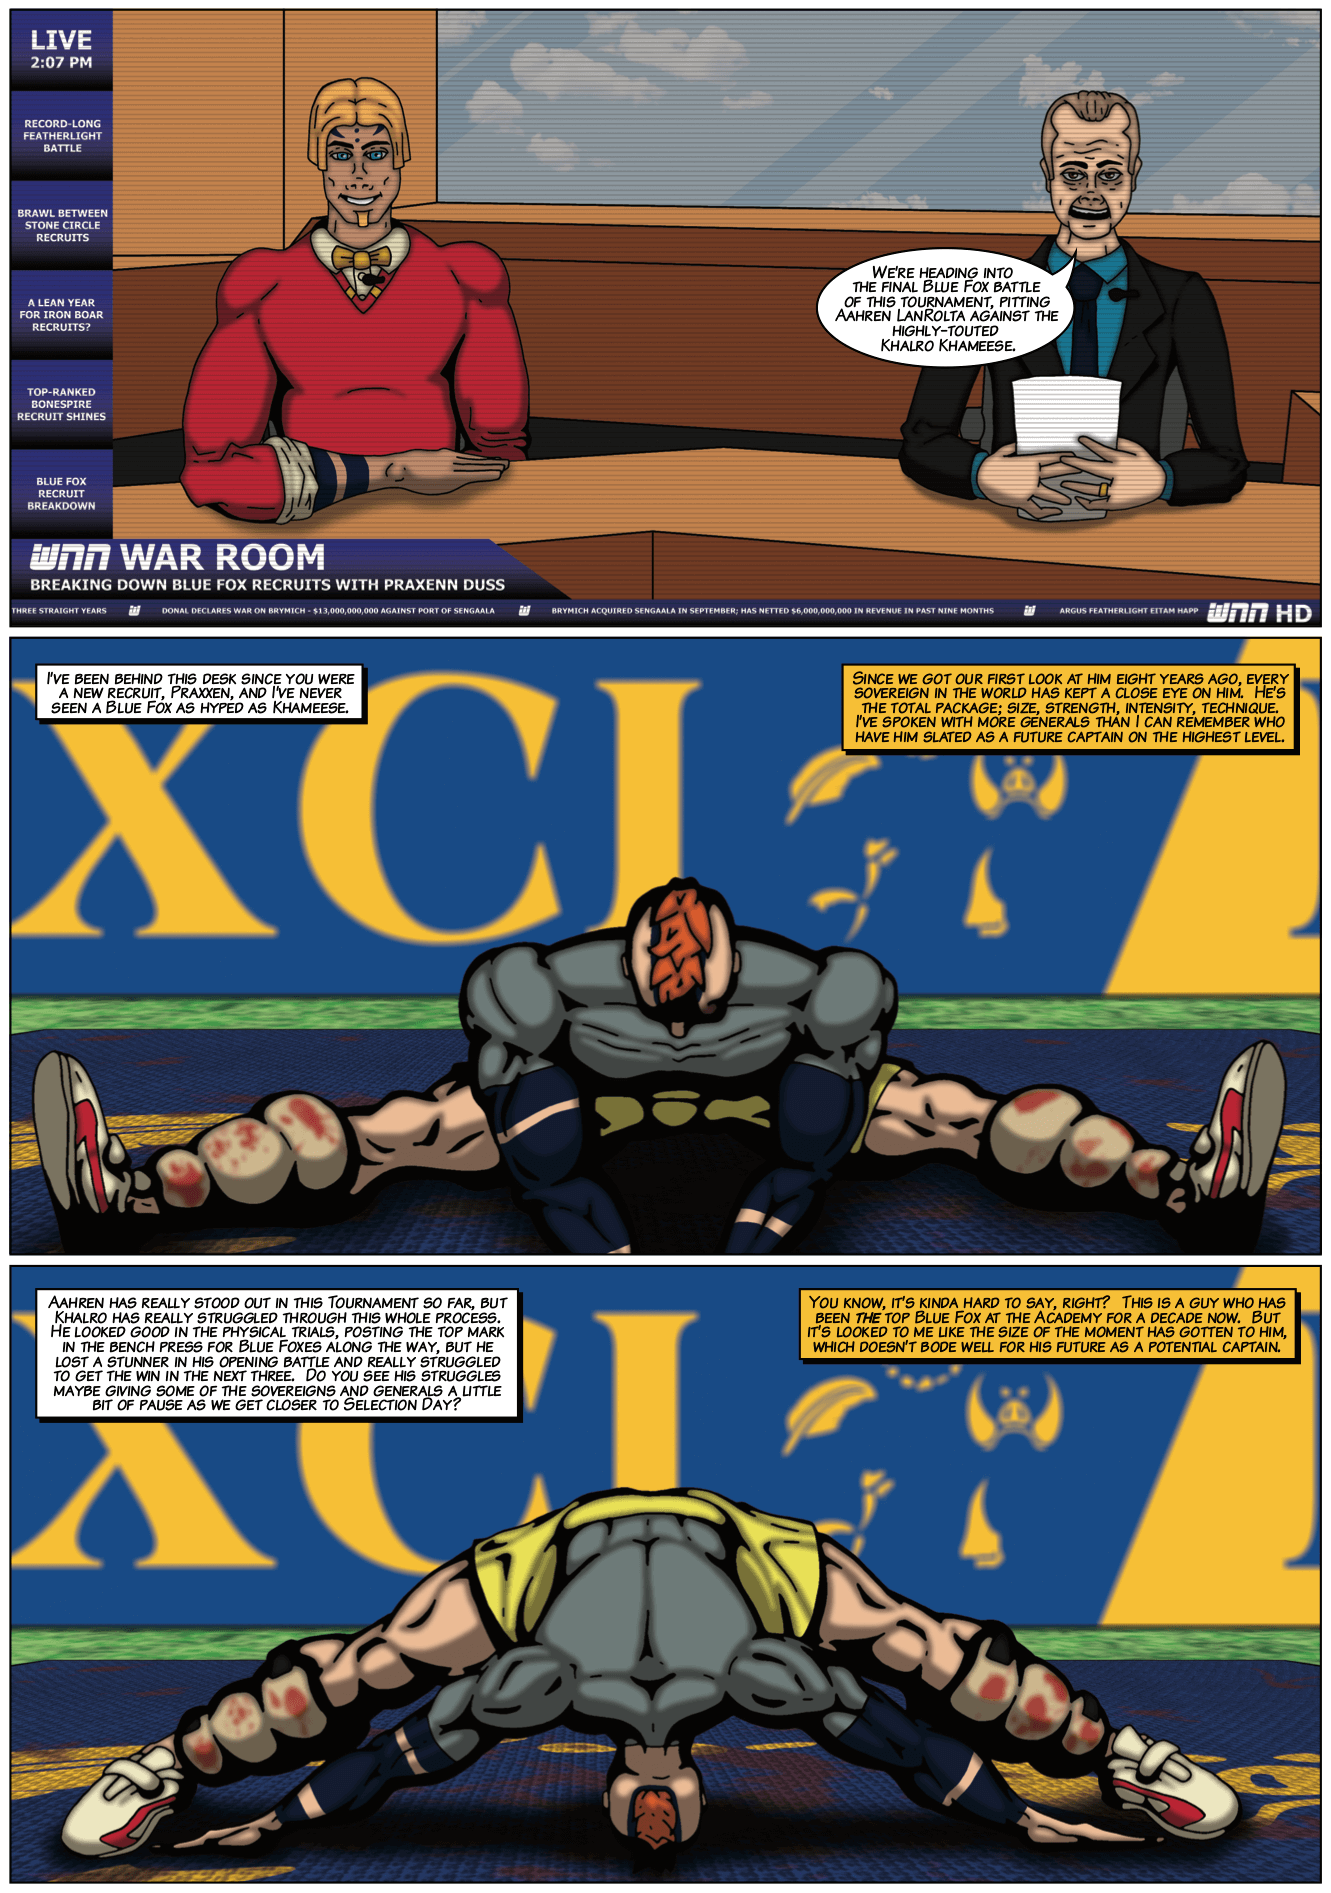 LIVE
2:07 PM
RECORD-LONG
FEATHERLIGHT
BATTLE
BRAWL BETWEEN
STONE CIRCLE
RECRUITS
A LEAN YEAR
FOR IRON BOAR
RECRUITS?
TOP-RANKED
BONESPIRE
RECRUIT SHINES
BLUE FOX
RECRUIT
BREAKDOWN
WE'RE HEADING INTO
THE FINAL BLUE FOX BATTLE
OF THIS TOURNAMENT, PITTING
AAHREN LANROLTA AGAINST THE
HIGHLY-TOUTED
KHALRO KHAMEESE.
WNN WAR ROOM
BREAKING DOWN BLUE FOX RECRUITS WITH PRAXENN DUSS
THREE STRAIGHT YEARS DONAL DECLARES WAR ON BRYMICH - $13,000,000,000 AGAINST PORT OF SENGAALA BRYMICH ACQUIRED SENGAALA IN SEPTEMBER; HAS NETTED $6,000,000,000 IN REVENUE IN PAST NINE MONTHS ARGUS FEATHERLIGHT EITAM HAPP WNN HD
I'VE BEEN BEHIND THIS DESK SINCE YOU WERE
A NEW RECRUIT, PRAXXEN, AND I'VE NEVER
SEEN A BLUE FOX AS HYPED AS KHAMEESE.
SINCE WE GOT OUR FIRST LOOK AT HIM EIGHT YEARS AGO, EVERY
SOVEREIGN IN THE WORLD HAS KEPT A CLOSE EYE ON HIM. HE'S
THE TOTAL PACKAGE; SIZE, STRENGTH, INTENSITY, TECHNIQUE.
I'VE SPOKEN WITH MORE GENERALS THAN I CAN REMEMBER WHO
HAVE HIM SLATED AS A FUTURE CAPTAIN ON THE HIGHEST LEVEL.
XCI
AAHREN HAS REALLY STOOD OUT IN THIS TOURNAMENT SO FAR, BUT
KHALRO HAS REALLY STRUGGLED THROUGH THIS WHOLE PROCESS.
HE LOOKED GOOD IN THE PHYSICAL TRIALS, POSTING THE TOP MARK
IN THE BENCH PRESS FOR BLUE FOXES ALONG THE WAY, BUT HE
LOST A STUNNER IN HIS OPENING BATTLE AND REALLY STRUGGLED
TO GET THE WIN IN THE NEXT THREE. DO YOU SEE HIS STRUGGLES
MAYBE GIVING SOME OF THE SOVEREIGNS AND GENERALS A LITTLE
BIT OF PAUSE AS WE GET CLOSER TO SELECTION DAY?
YOU KNOW, IT'S KINDA HARD TO SAY, RIGHT? THIS IS A GUY WHO HAS
BEEN THE TOP BLUE FOX AT THE ACADEMY FOR A DECADE NOW. BUT
IT'S LOOKED TO ME LIKE THE SIZE OF THE MOMENT HAS GOTTEN TO HIM,
WHICH DOESN'T BODE WELL FOR HIS FUTURE AS A POTENTIAL CAPTAIN.
XCI